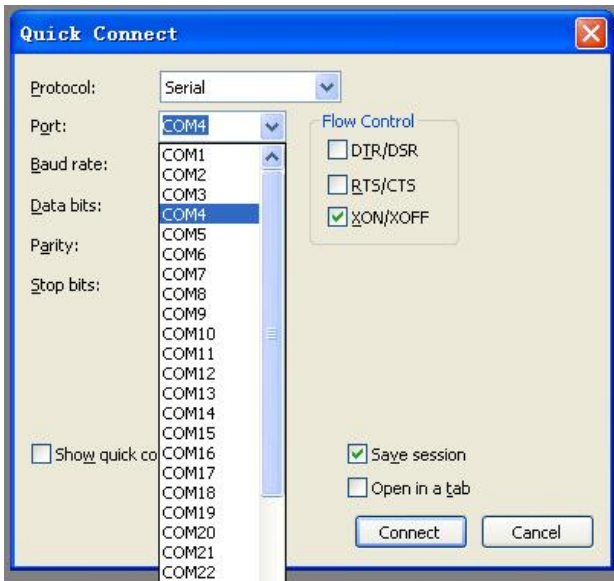 Quick Connect
Protocol:
Serial
Port:
COM4
Flow Control
Baud rate:
Data bits:
Parity:
Stop bits:
COM1
COM2
COM3
COM4
COM5
COM6
COM7
COM8
COM9
COM10
COM11
COM12
COM13
COM14
COM15
COM16
COM17
COM18
COM19
COM20
COM21
COM22
DTR/DSR
RTS/CTS
XON/XOFF
Show quick co
Save session
Open in a tab
Connect
Cancel